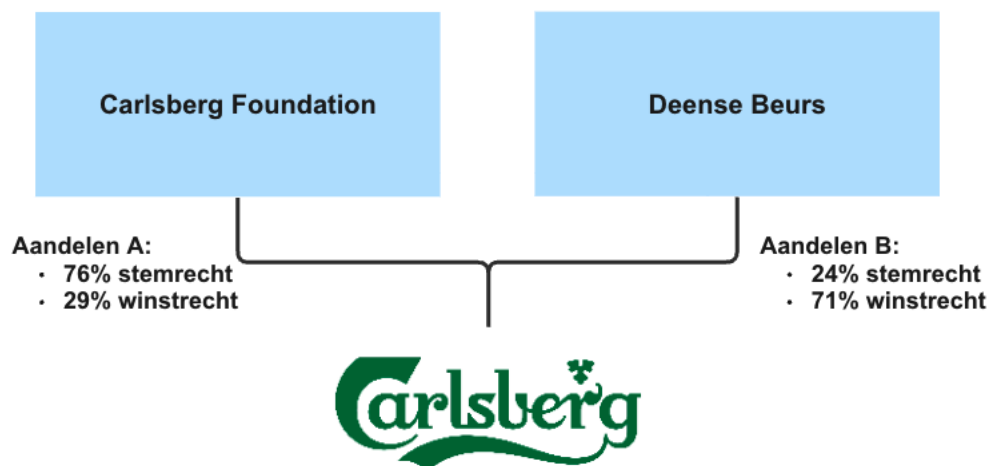 Carlsberg Foundation
Deense Beurs
Aandelen A:
· 76% stemrecht
· 29% winstrecht
Aandelen B:
· 24% stemrecht
· 71% winstrecht
Carlsberg